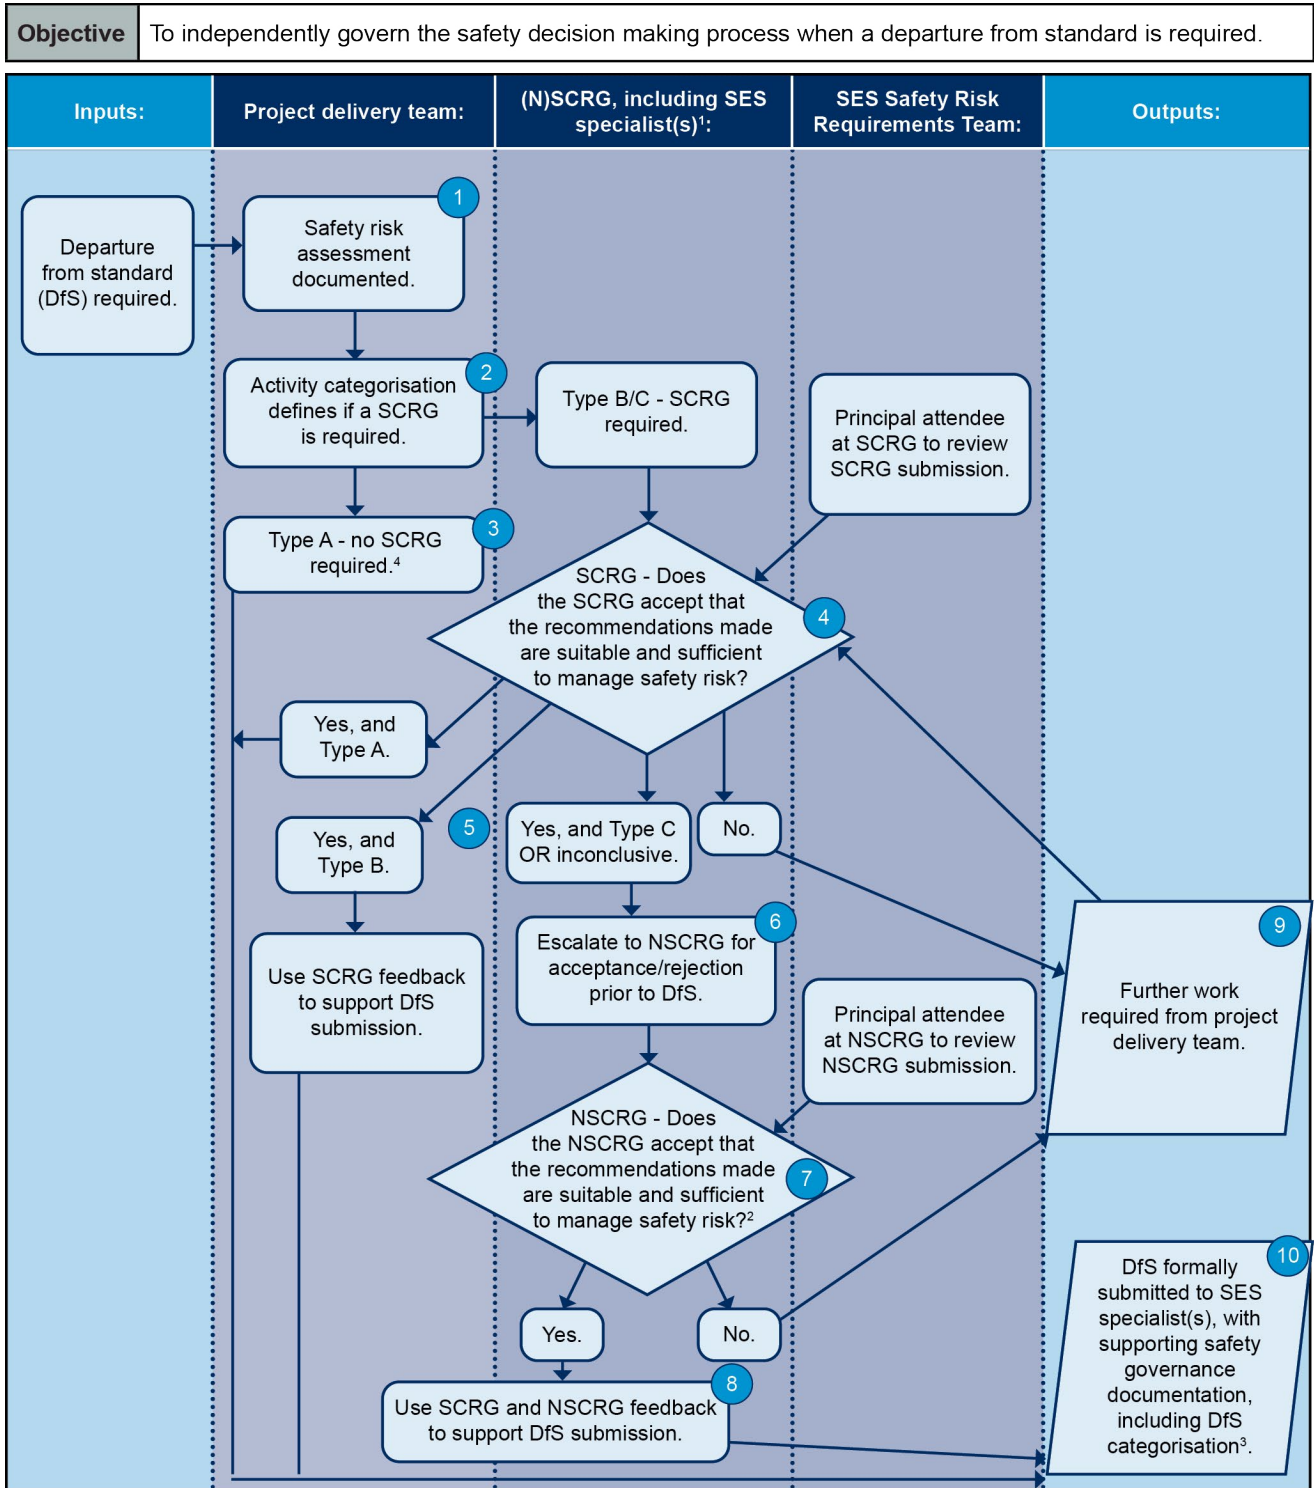 Objective
To independently govern the safety decision making process when a departure from standard is required.
Inputs:
Project delivery team:
(N)SCRG, including SES
specialist(s)¹:
SES Safety Risk
Requirements Team:
Outputs:
Departure
from standard
(DfS) required.
1
Safety risk
assessment
documented.
2
Activity categorisation
defines if a SCRG
is required.
Type B/C - SCRG
required.
Principal attendee
at SCRG to review
SCRG submission.
3
Type A - no SCRG
required.⁴
SCRG - Does
the SCRG accept that
the recommendations made
are suitable and sufficient
to manage safety risk?
4
Yes, and
Type A.
Yes, and
Type B.
5
Yes, and Type C
OR inconclusive.
No.
Use SCRG feedback
to support DfS
submission.
6
Escalate to NSCRG for
acceptance/rejection
prior to DfS.
Principal attendee
at NSCRG to review
NSCRG submission.
9
Further work
required from project
delivery team.
NSCRG - Does
the NSCRG accept that
the recommendations made
are suitable and sufficient
to manage safety risk?²
7
Yes.
No.
8
Use SCRG and NSCRG feedback
to support DfS submission.
10
DfS formally
submitted to SES
specialist(s), with
supporting safety
governance
documentation,
including DfS
categorisation³.